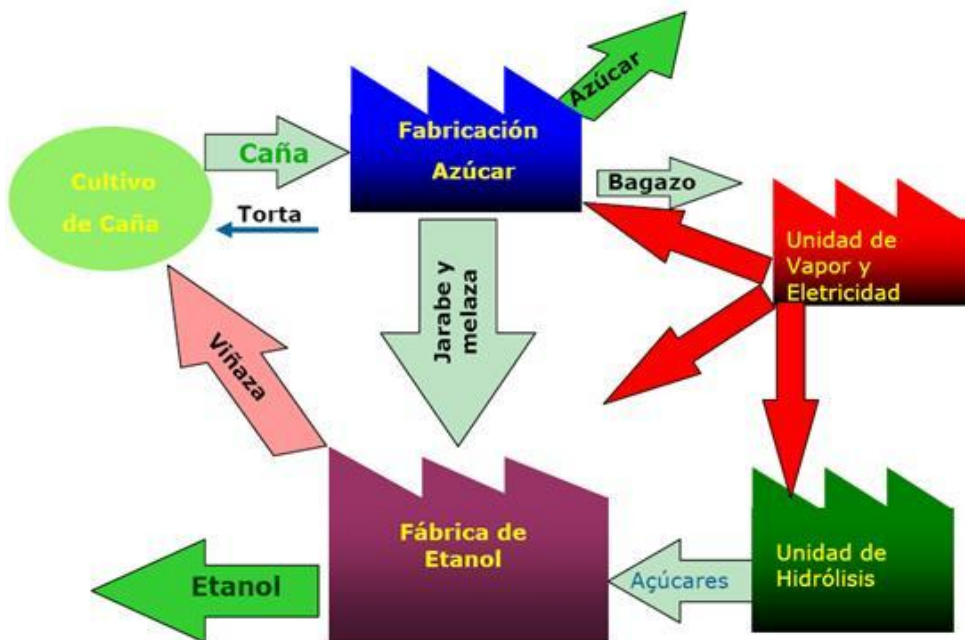 Azúcar
Fabricación
Azúcar
Caña
Cultivo
de Caña
Torta
Bagazo
Unidad de
Vapor y
Eletricidad
Jarabe y
melaza
Viñaza
Fábrica de
Etanol
Etanol
Açúcares
Unidad de
Hidrólisis